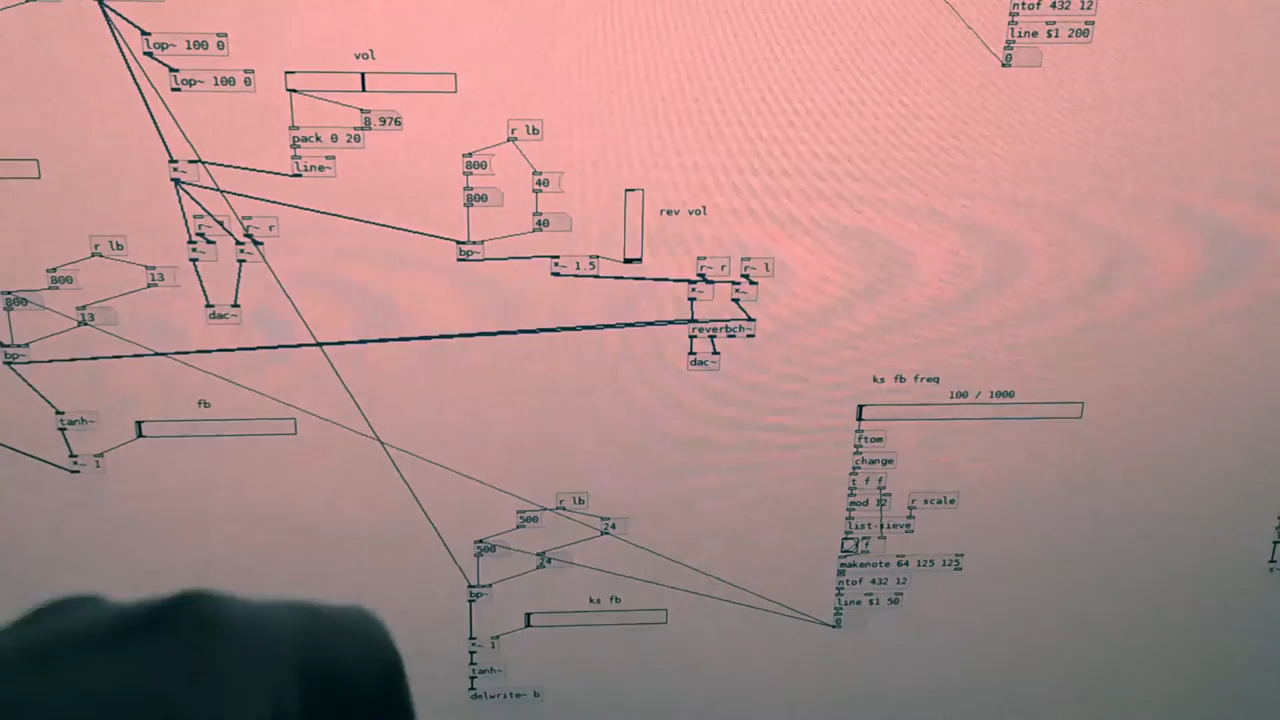 ntof 432 12
line $1 200
0
lop~ 100 0
lop~ 100 0
vol
8.976
pack 0 20
line~
*~
r lb
800
800
40
40
bp~
rev vol
*~ 1.5
r~ r
r~ l
*~
*~
reverbch~
dac~
r~
r~ r
*~
*~
dac~
r lb
800
13
800
13
bp~
tanh~
*~ 1
fb
ks fb freq
100 / 1000
ftom
change
t f f
mod 12
r scale
list-sieve
f
makenote 64 125 125
ntof 432 12
line $1 50
0
r lb
500
24
500
24
bp~
ks fb
*~ 1
tanh~
delwrite~ b